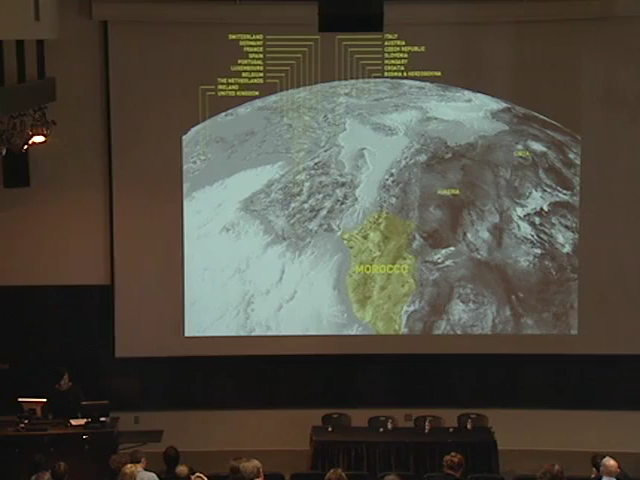 SWITZERLAND
GERMANY
FRANCE
SPAIN
PORTUGAL
LUXEMBOURG
BELGIUM
THE NETHERLANDS
IRELAND
UNITED KINGDOM
ITALY
AUSTRIA
CZECH REPUBLIC
SLOVENIA
HUNGARY
CROATIA
BOSNIA & HERZEGOVINA
ALGERIA
MOROCCO